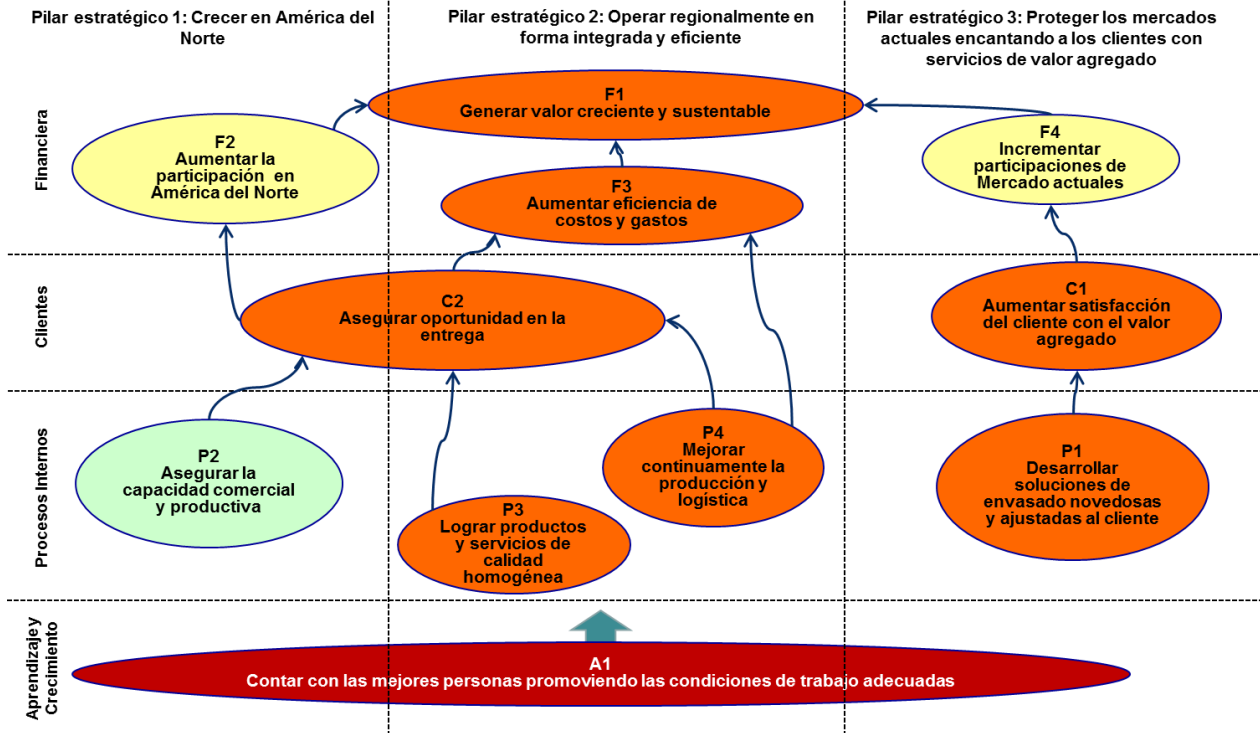 Pilar estratégico 1: Crecer en América del
Norte
Pilar estratégico 2: Operar regionalmente en
forma integrada y eficiente
Pilar estratégico 3: Proteger los mercados
actuales encantando a los clientes con
servicios de valor agregado
Financiera
F1
Generar valor creciente y sustentable
F2
Aumentar la
participación en
América del Norte
F3
Aumentar eficiencia de
costos y gastos
F4
Incrementar
participaciones de
Mercado actuales
Clientes
C2
Asegurar oportunidad en la
entrega
C1
Aumentar satisfacción
del cliente con el valor
agregado
Procesos Internos
P2
Asegurar la
capacidad comercial
y productiva
P3
Lograr productos
y servicios de
calidad
homogénea
P4
Mejorar
continuamente la
producción y
logística
P1
Desarrollar
soluciones de
envasado novedosas
y ajustadas al cliente
Aprendizaje y
Crecimiento
A1
Contar con las mejores personas promoviendo las condiciones de trabajo adecuadas